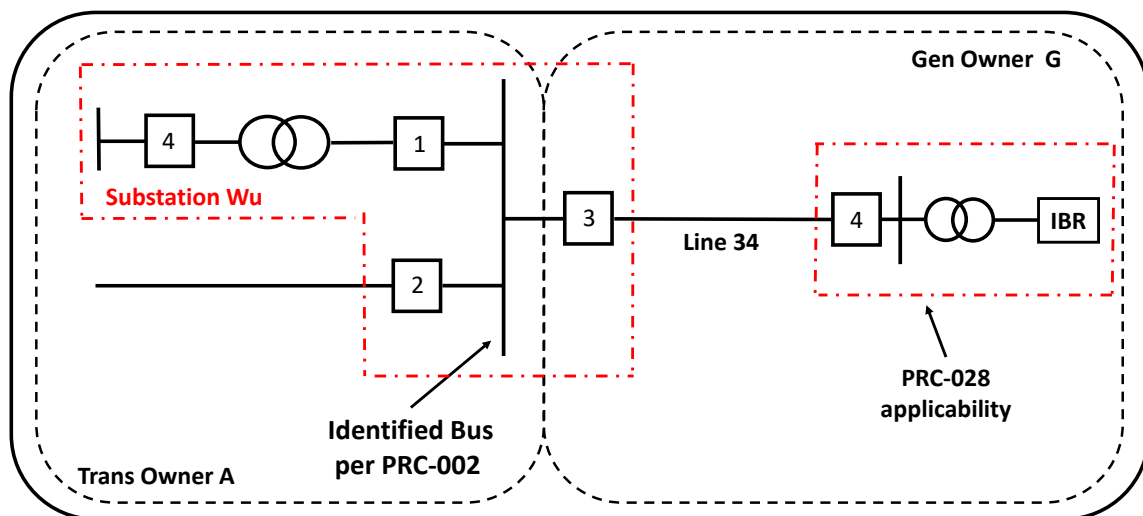 Gen Owner G
4
1
Substation Wu
3
4
IBR
Line 34
2
PRC-028
applicability
Identified Bus
per PRC-002
Trans Owner A